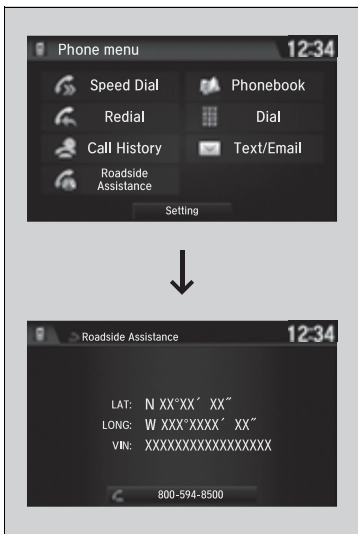 Phone menu 12:34
Speed Dial Phonebook
Redial Dial
Call History Text/Email
Roadside
Assistance
Setting
Roadside Assistance 12:34
LAT: N XX°XX´ XX˝
LONG: W XXX°XXXX´ XX˝
VIN: XXXXXXXXXXXXXXXXX
800-594-8500